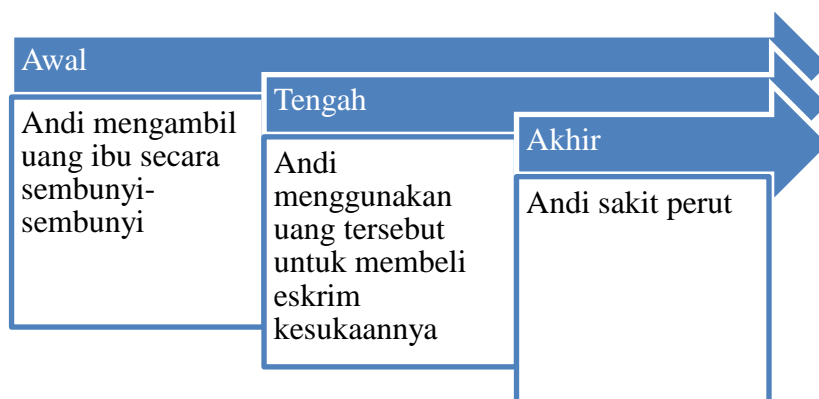 Awal
Andi mengambil
uang ibu secara
sembunyi-
sembunyi
Tengah
Andi
menggunakan
uang tersebut
untuk membeli
eskrim
kesukaannya
Akhir
Andi sakit perut